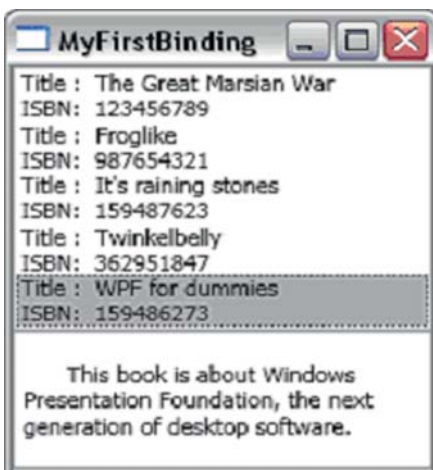 MyFirstBinding
Title : The Great Marsian War
ISBN: 123456789
Title : Froglike
ISBN: 987654321
Title : It's raining stones
ISBN: 159487623
Title : Twinkelbelly
ISBN: 362951847
Title : WPF for dummies
ISBN: 159486273
This book is about Windows
Presentation Foundation, the next
generation of desktop software.